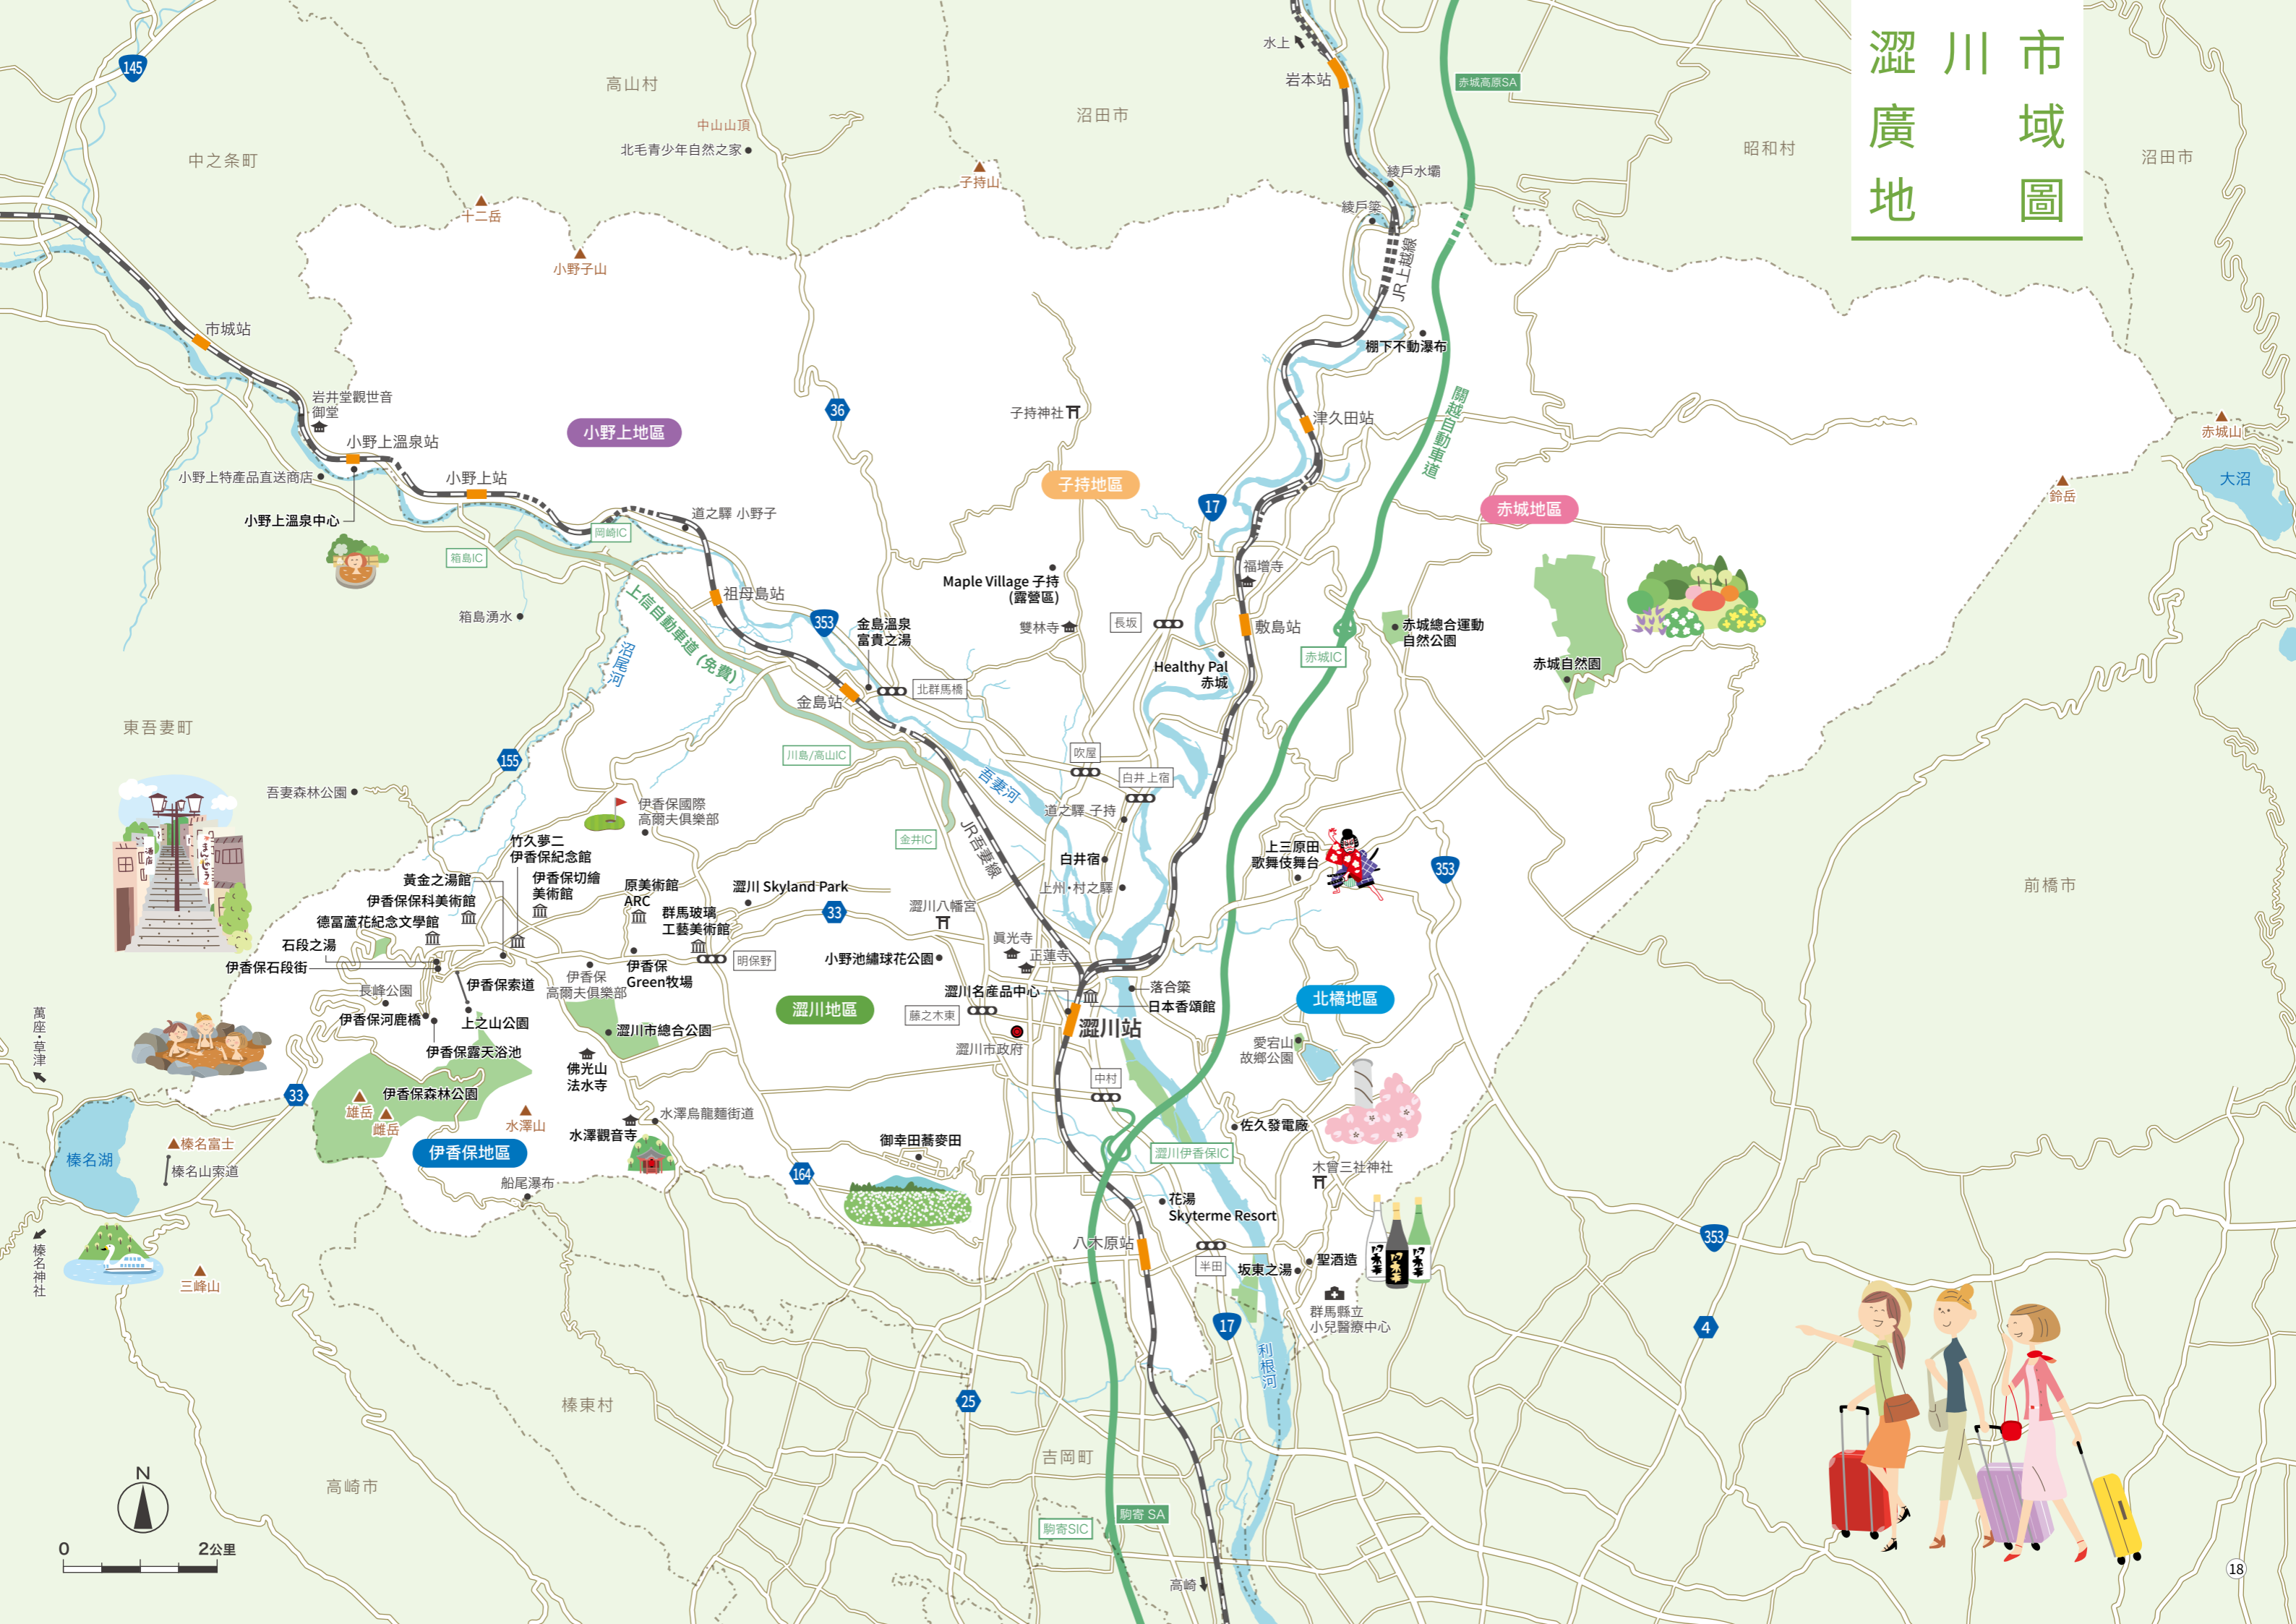 澀川市
廣域
地圖
145
水上
岩本站
赤城高原SA
高山村
沼田市
中山山頂
北毛青少年自然之家
中之条町
昭和村
沼田市
子持山
綾戶水壩
綾戶簗
十二岳
小野子山
JR上越線
市城站
棚下不動瀑布
岩井堂觀世音
御堂
小野上溫泉站
小野上地區
36
子持神社
津久田站
關越自動車道
赤城山
大沼
小野上特產品直送商店
小野上站
子持地區
17
赤城地區
鈴岳
小野上溫泉中心
道之驛 小野子
岡崎IC
箱島IC
福增寺
Maple Village 子持
(露營區)
祖母島站
上信自動車道 (免費)
箱島湧水
353
金島溫泉
富貴之湯
雙林寺
長坂
敷島站
赤城總合運動
自然公園
沼尾河
Healthy Pal
赤城
赤城IC
赤城自然園
北群馬橋
金島站
東吾妻町
155
川島/高山IC
吹屋
白井 上宿
吾妻河
吾妻森林公園
伊香保國際
高爾夫俱樂部
道之驛 子持
金井IC
JR吾妻線
竹久夢二
伊香保紀念館
白井宿
上三原田
歌舞伎舞台
353
黃金之湯館
伊香保切繪
美術館
原美術館
ARC
澀川 Skyland Park
上州・村之驛
前橋市
伊香保保科美術館
群馬玻璃
工藝美術館
33
澀川八幡宮
德冨蘆花紀念文學館
石段之湯
伊香保石段街
明保野
小野池繡球花公園
眞光寺
正蓮寺
伊香保
高爾夫俱樂部
伊香保
Green牧場
伊香保索道
長峰公園
伊香保河鹿橋
上之山公園
澀川地區
澀川名產品中心
落合簗
日本香頌館
北橘地區
藤之木東
澀川站
萬座・草津
伊香保露天浴池
澀川市總合公園
澀川市政府
愛宕山
故鄉公園
佛光山
法水寺
中村
33
伊香保森林公園
雄岳
雌岳
水澤山
水澤烏龍麵街道
水澤觀音寺
佐久發電廠
榛名富士
榛名湖
榛名山索道
伊香保地區
御幸田蕎麥田
澀川伊香保IC
164
木曾三社神社
船尾瀑布
花湯
Skyterme Resort
榛名神社
八木原站
353
半田
坂東之湯
聖酒造
三峰山
群馬縣立
小兒醫療中心
17
4
利根河
25
榛東村
吉岡町
高崎市
駒寄 SA
駒寄SIC
N
0
2公里
高崎
18